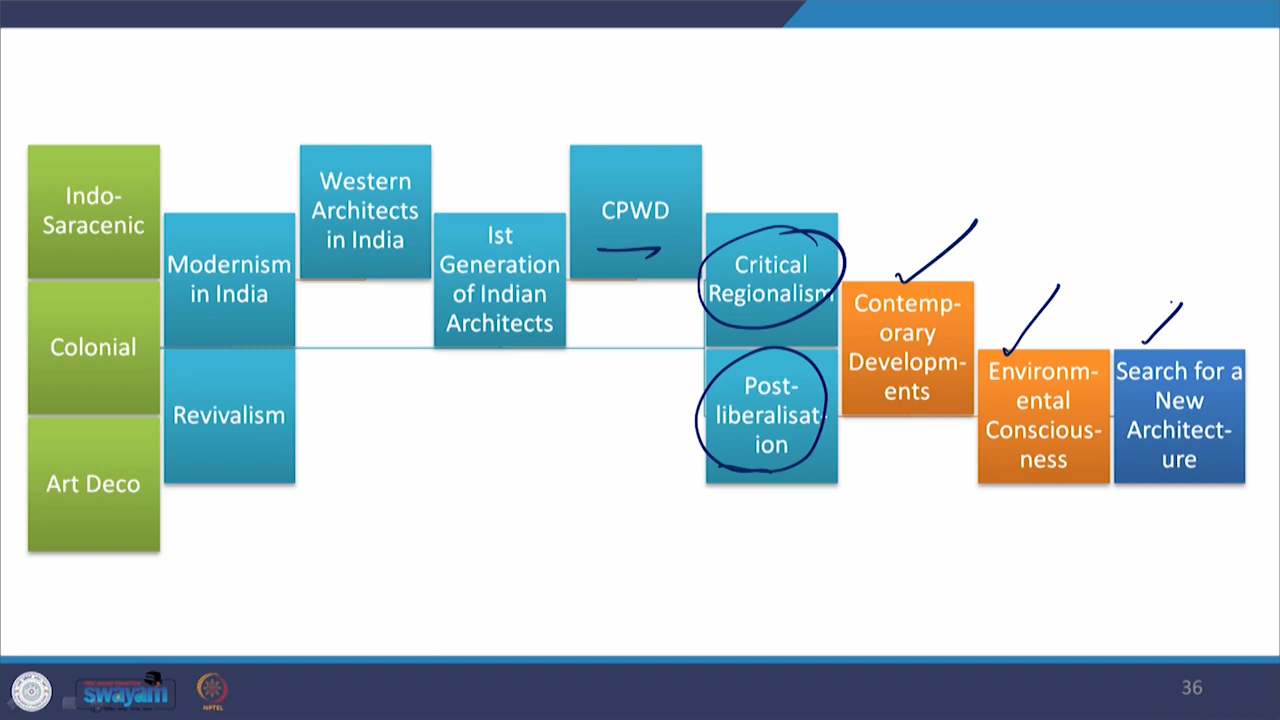 Indo-
Saracenic
Colonial
Art Deco
Modernism
in India
Revivalism
Western
Architects
in India
Ist
Generation
of Indian
Architects
CPWD
Critical
Regionalism
Post-
liberalisat-
ion
Contemp-
orary
Developm-
ents
Environm-
ental
Conscious-
ness
Search for a
New
Architect-
ure
swayam
NPTEL
36